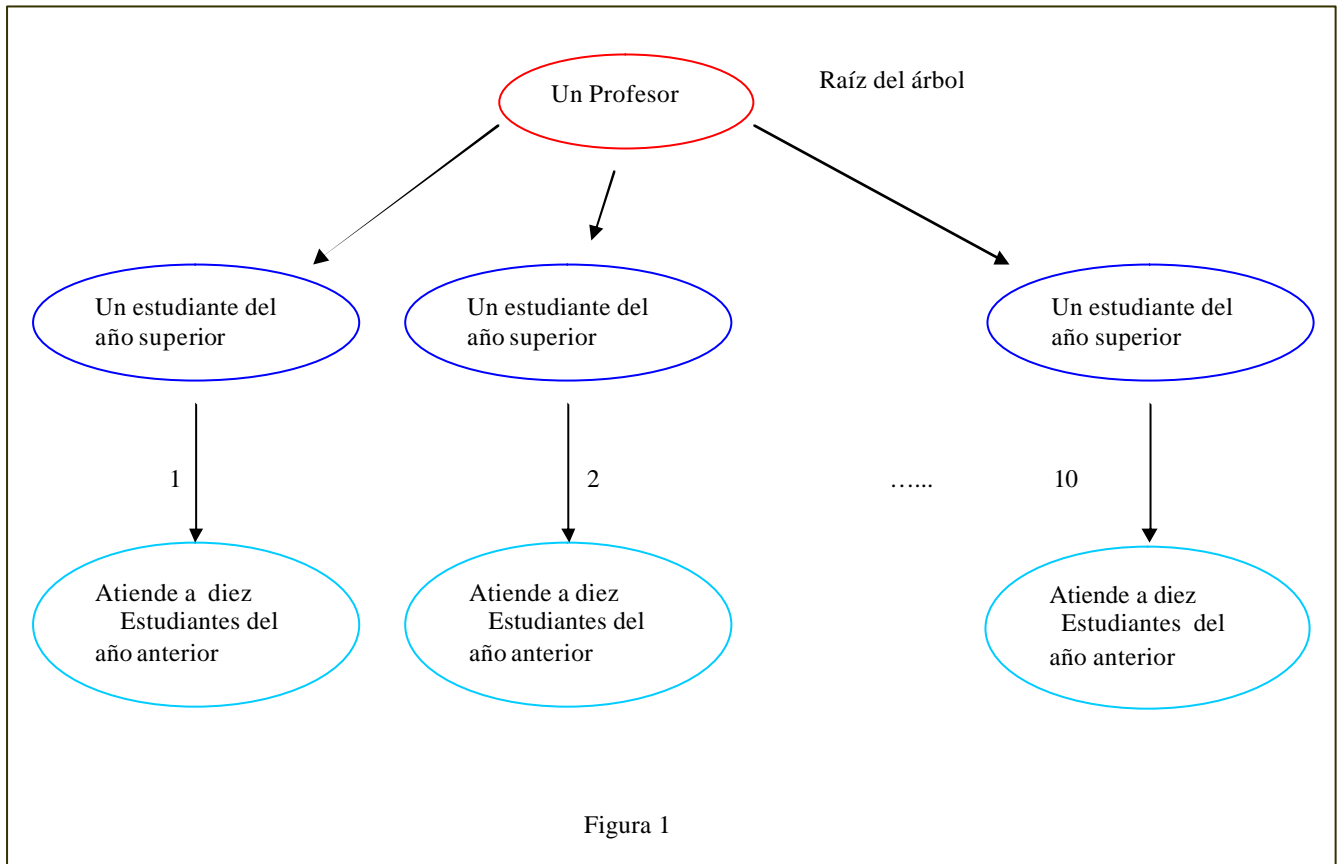 Un Profesor
Raíz del árbol
Un estudiante del
año superior
Un estudiante del
año superior
Un estudiante del
año superior
1
2
…...
10
Atiende a diez
Estudiantes del
año anterior
Atiende a diez
Estudiantes del
año anterior
Atiende a diez
Estudiantes del
año anterior
Figura 1